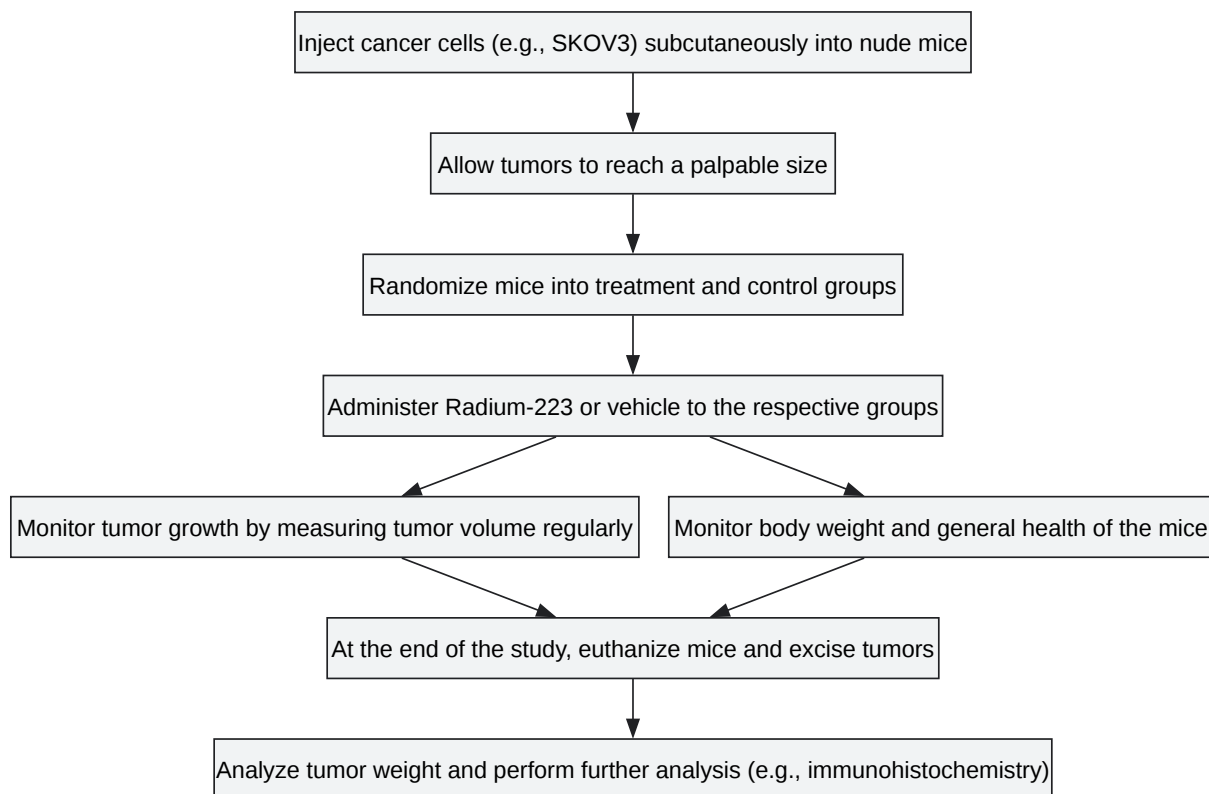 Inject cancer cells (e.g., SKOV3) subcutaneously into nude mice
Allow tumors to reach a palpable size
Randomize mice into treatment and control groups
Administer Radium-223 or vehicle to the respective groups
Monitor tumor growth by measuring tumor volume regularly
Monitor body weight and general health of the mice
At the end of the study, euthanize mice and excise tumors
Analyze tumor weight and perform further analysis (e.g., immunohistochemistry)